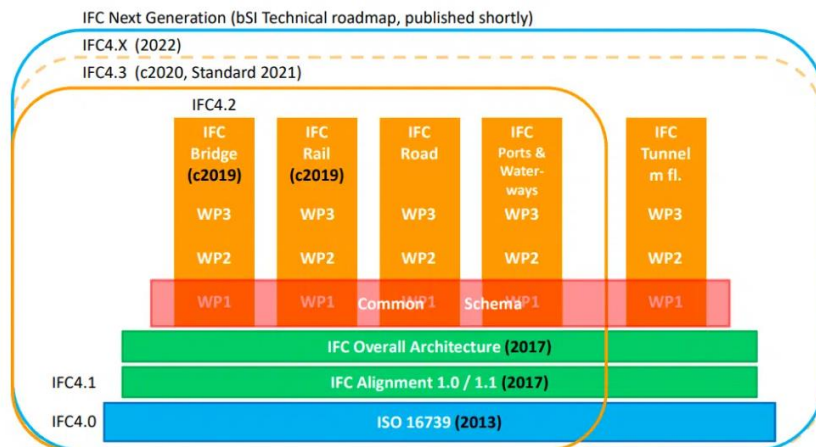 IFC Next Generation (bSI Technical roadmap, published shortly)
IFC4.X (2022)
IFC4.3 (c2020, Standard 2021)
IFC4.2
IFC
Bridge
(c2019)
WP3
WP2
WP1
IFC
Rail
(c2019)
WP3
WP2
WP1
IFC
Road
WP3
WP2
WP1
IFC
Ports &
Water-
ways
WP3
WP2
WP1
IFC
Tunnel
m fl.
WP3
WP2
WP1
Common Schema
IFC Overall Architecture (2017)
IFC4.1
IFC Alignment 1.0 / 1.1 (2017)
IFC4.0
ISO 16739 (2013)